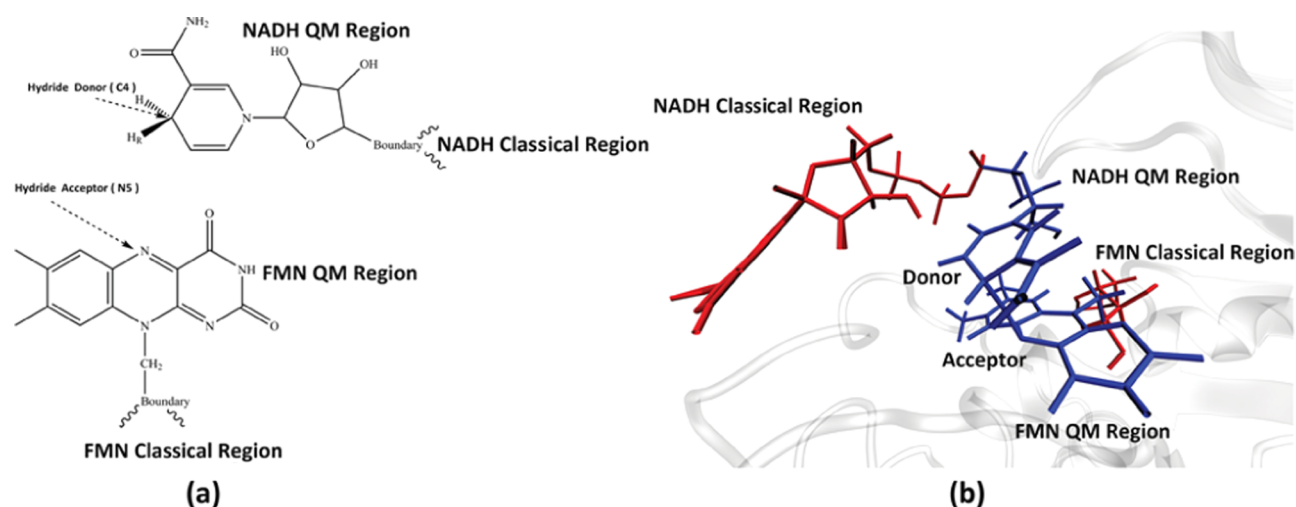 NH2
NADH QM Region
HO
OH
O
Hydride Donor ( C4 )
H
HR
N
O
Boundary
NADH Classical Region
Hydride Acceptor ( N5 )
O
N
NH
FMN QM Region
N
N
O
CH2
Boundary
FMN Classical Region
(a)
NADH Classical Region
NADH QM Region
FMN Classical Region
Donor
Acceptor
FMN QM Region
(b)